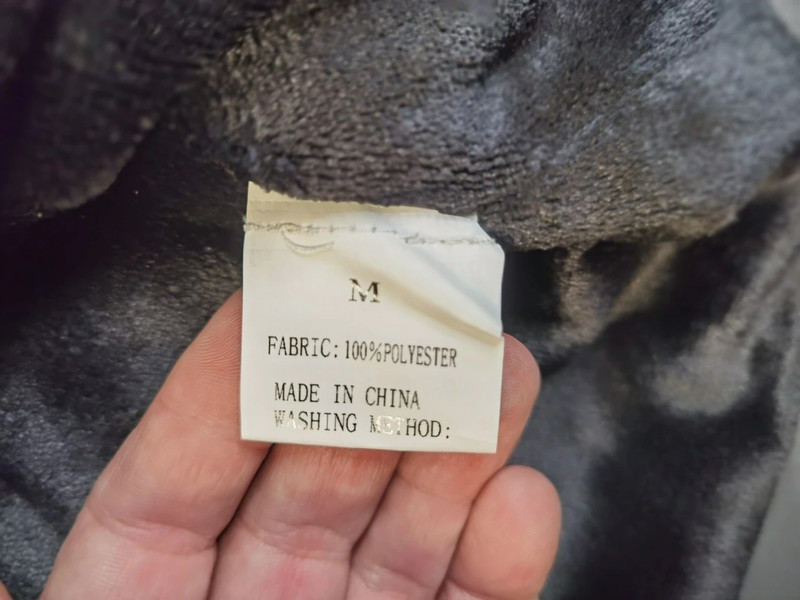 M
FABRIC:100%POLYESTER
MADE IN CHINA
WASHING METHOD: